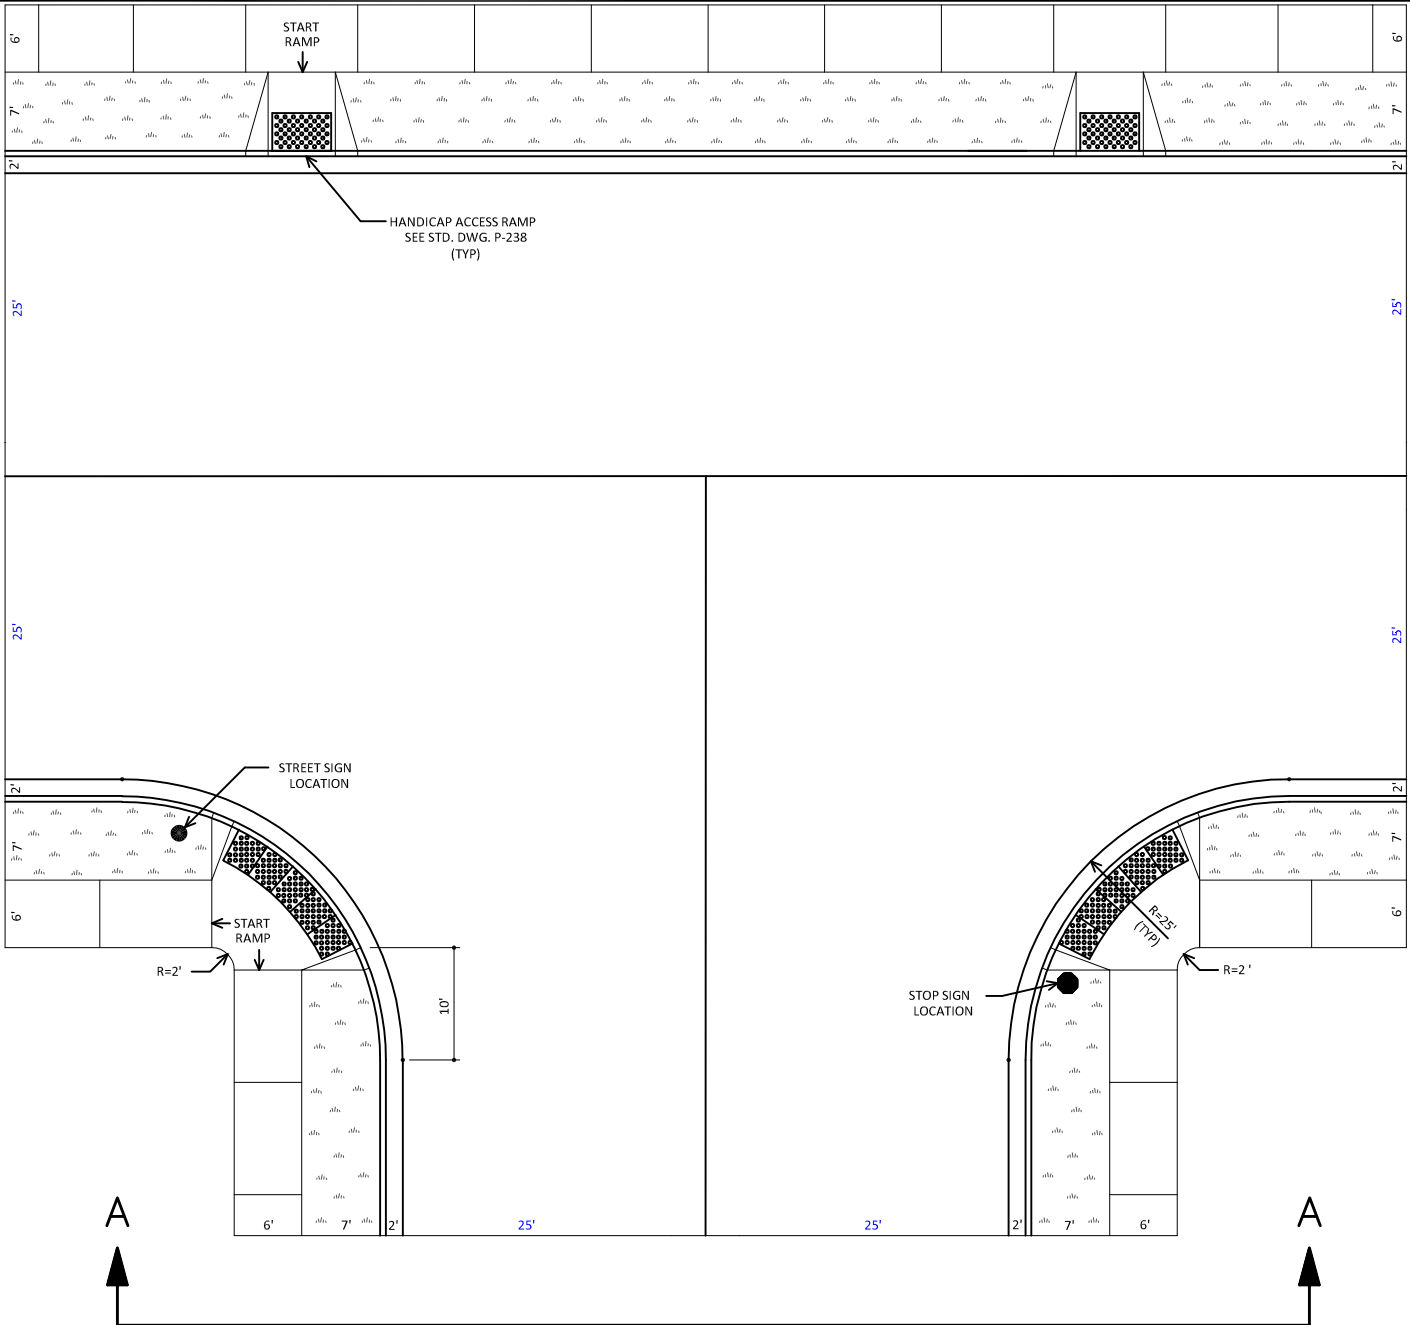 START
RAMP
6'
6'
7'
7'
2'
2'
HANDICAP ACCESS RAMP
SEE STD. DWG. P-238
(TYP)
25'
25'
25'
25'
STREET SIGN
LOCATION
2'
2'
7'
7'
6'
6'
START
RAMP
R=25'
(TYP)
R=2'
R=2 '
10'
STOP SIGN
LOCATION
6'
7'
2'
25'
25'
2'
7'
6'
A
A